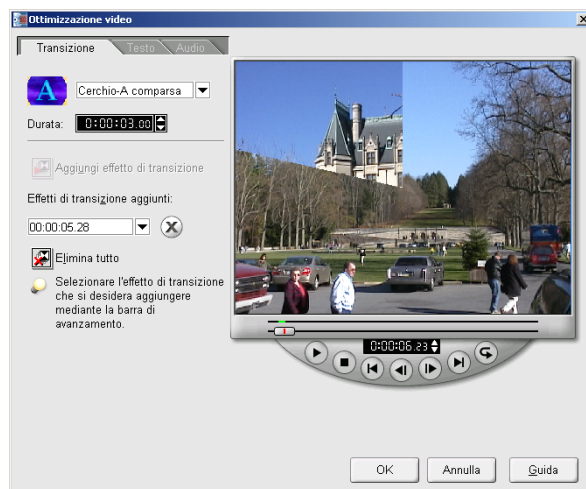 Ottimizzazione video
Transizione
Testo
Audio
A
Cerchio-A comparsa
Durata:
0:00:03.00
Aggiungi effetto di transizione
Effetti di transizione aggiunti:
00:00:05.28
Elimina tutto
Selezionare l'effetto di transizione
che si desidera aggiungere
mediante la barra di
avanzamento.
0:00:06.23
OK
Annulla
Guida